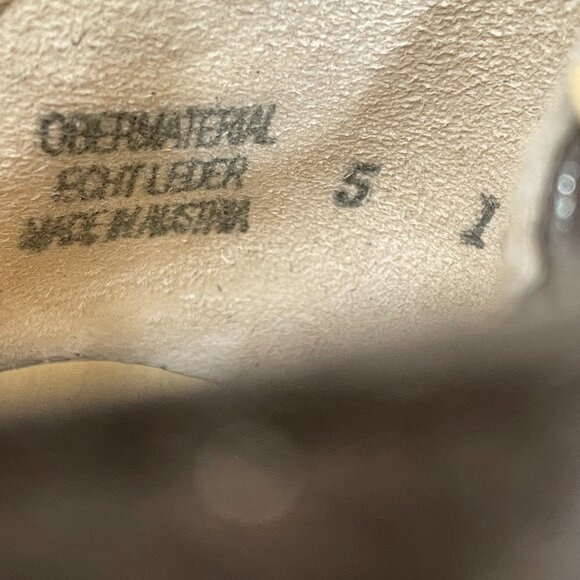 OBERMATERIAL
ECHT LEDER 5 1
MADE IN AUSTRIA